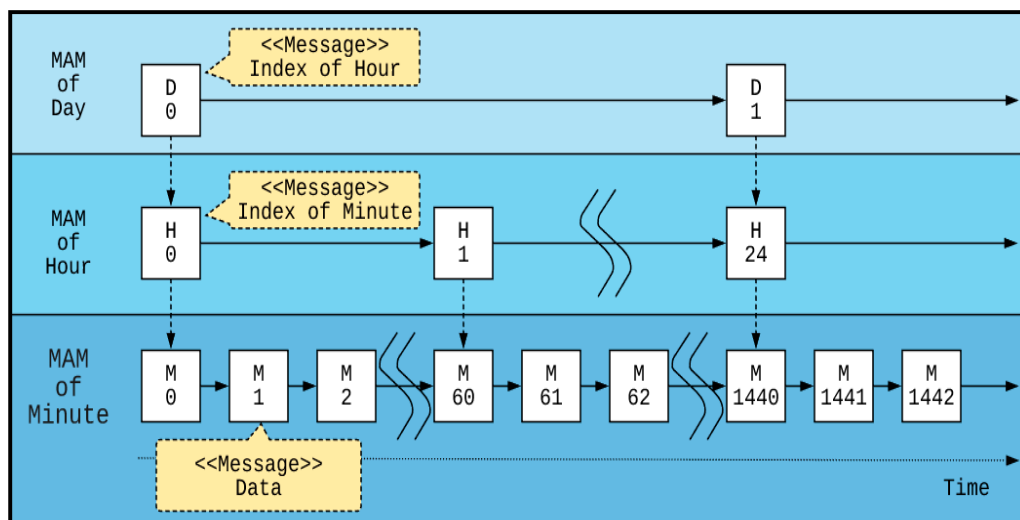 MAM
of
Day
<<Message>>
Index of Hour
D
0
D
1
MAM
of
Hour
<<Message>>
Index of Minute
H
0
H
1
H
24
MAM
of
Minute
M
0
M
1
M
2
M
60
M
61
M
62
M
1440
M
1441
M
1442
<<Message>>
Data
Time